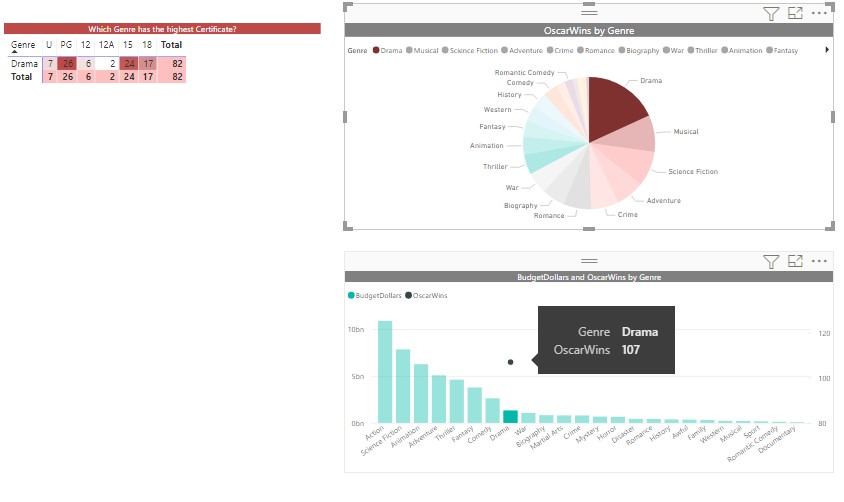 Which Genre has the highest Certificate?
Genre U PG 12 12A 15 18 Total
Drama 7 26 6 2 24 17 82
Total 7 26 6 2 24 17 82
OscarWins by Genre
Genre Drama Musical Science Fiction Adventure Crime Romance Biography War Thriller Animation Fantasy
Romantic Comedy
Comedy
History
Western
Fantasy
Animation
Thriller
War
Biography
Romance
Drama
Musical
Science Fiction
Adventure
Crime
BudgetDollars and OscarWins by Genre
BudgetDollars OscarWins
Genre Drama
OscarWins 107
10bn
5bn
0bn
120
100
80
Action
Science Fiction
Animation
Adventure
Thriller
Fantasy
Comedy
Drama
War
Biography
Martial Arts
Crime
Mystery
Horror
Disaster
Romance
History
Awful
Family
Western
Musical
Sport
Romantic Comedy
Documentary